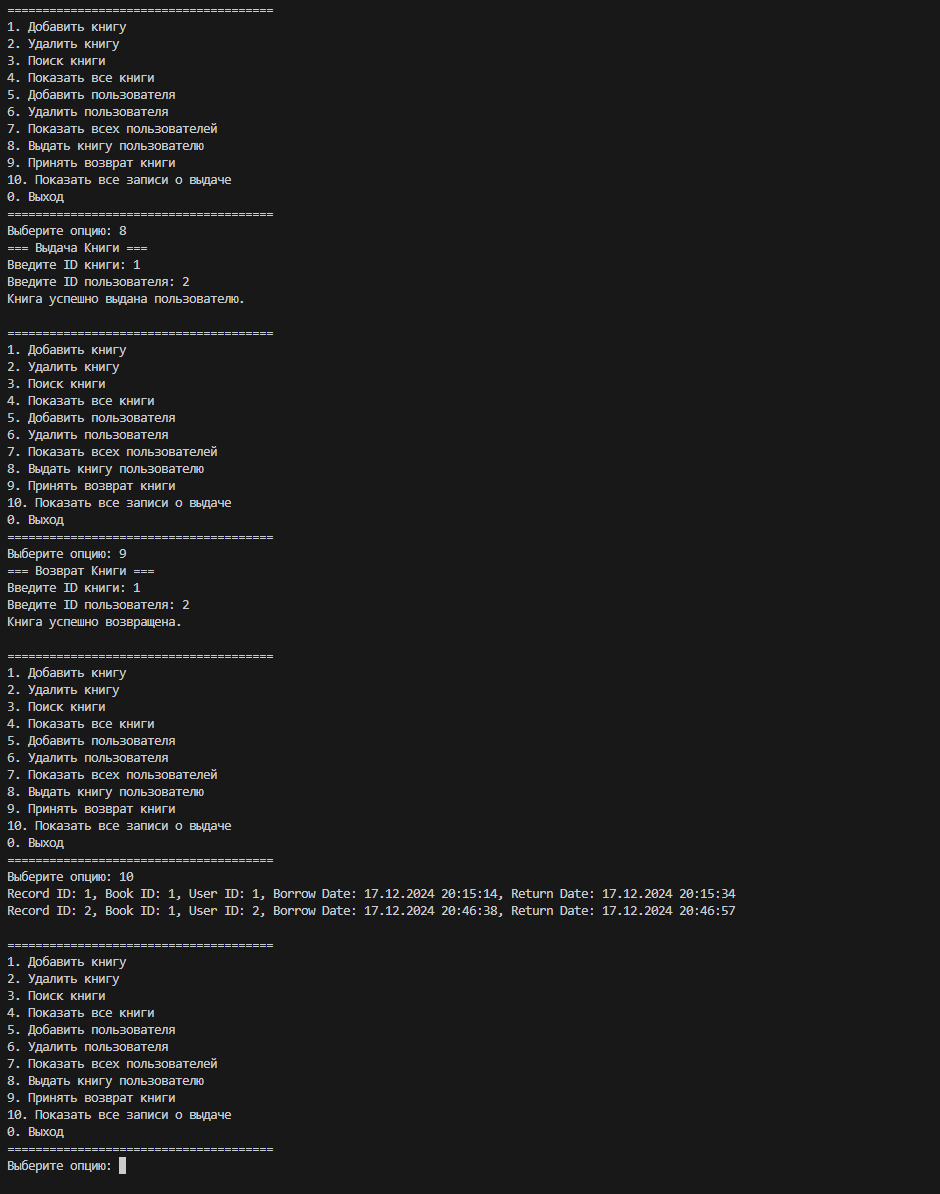 ======================================
1. Добавить книгу
2. Удалить книгу
3. Поиск книги
4. Показать все книги
5. Добавить пользователя
6. Удалить пользователя
7. Показать всех пользователей
8. Выдать книгу пользователю
9. Принять возврат книги
10. Показать все записи о выдаче
0. Выход
======================================
Выберите опцию: 8
=== Выдача Книги ===
Введите ID книги: 1
Введите ID пользователя: 2
Книга успешно выдана пользователю.
======================================
1. Добавить книгу
2. Удалить книгу
3. Поиск книги
4. Показать все книги
5. Добавить пользователя
6. Удалить пользователя
7. Показать всех пользователей
8. Выдать книгу пользователю
9. Принять возврат книги
10. Показать все записи о выдаче
0. Выход
======================================
Выберите опцию: 9
=== Возврат Книги ===
Введите ID книги: 1
Введите ID пользователя: 2
Книга успешно возвращена.
======================================
1. Добавить книгу
2. Удалить книгу
3. Поиск книги
4. Показать все книги
5. Добавить пользователя
6. Удалить пользователя
7. Показать всех пользователей
8. Выдать книгу пользователю
9. Принять возврат книги
10. Показать все записи о выдаче
0. Выход
======================================
Выберите опцию: 10
Record ID: 1, Book ID: 1, User ID: 1, Borrow Date: 17.12.2024 20:15:14, Return Date: 17.12.2024 20:15:34
Record ID: 2, Book ID: 1, User ID: 2, Borrow Date: 17.12.2024 20:46:38, Return Date: 17.12.2024 20:46:57
======================================
1. Добавить книгу
2. Удалить книгу
3. Поиск книги
4. Показать все книги
5. Добавить пользователя
6. Удалить пользователя
7. Показать всех пользователей
8. Выдать книгу пользователю
9. Принять возврат книги
10. Показать все записи о выдаче
0. Выход
======================================
Выберите опцию: